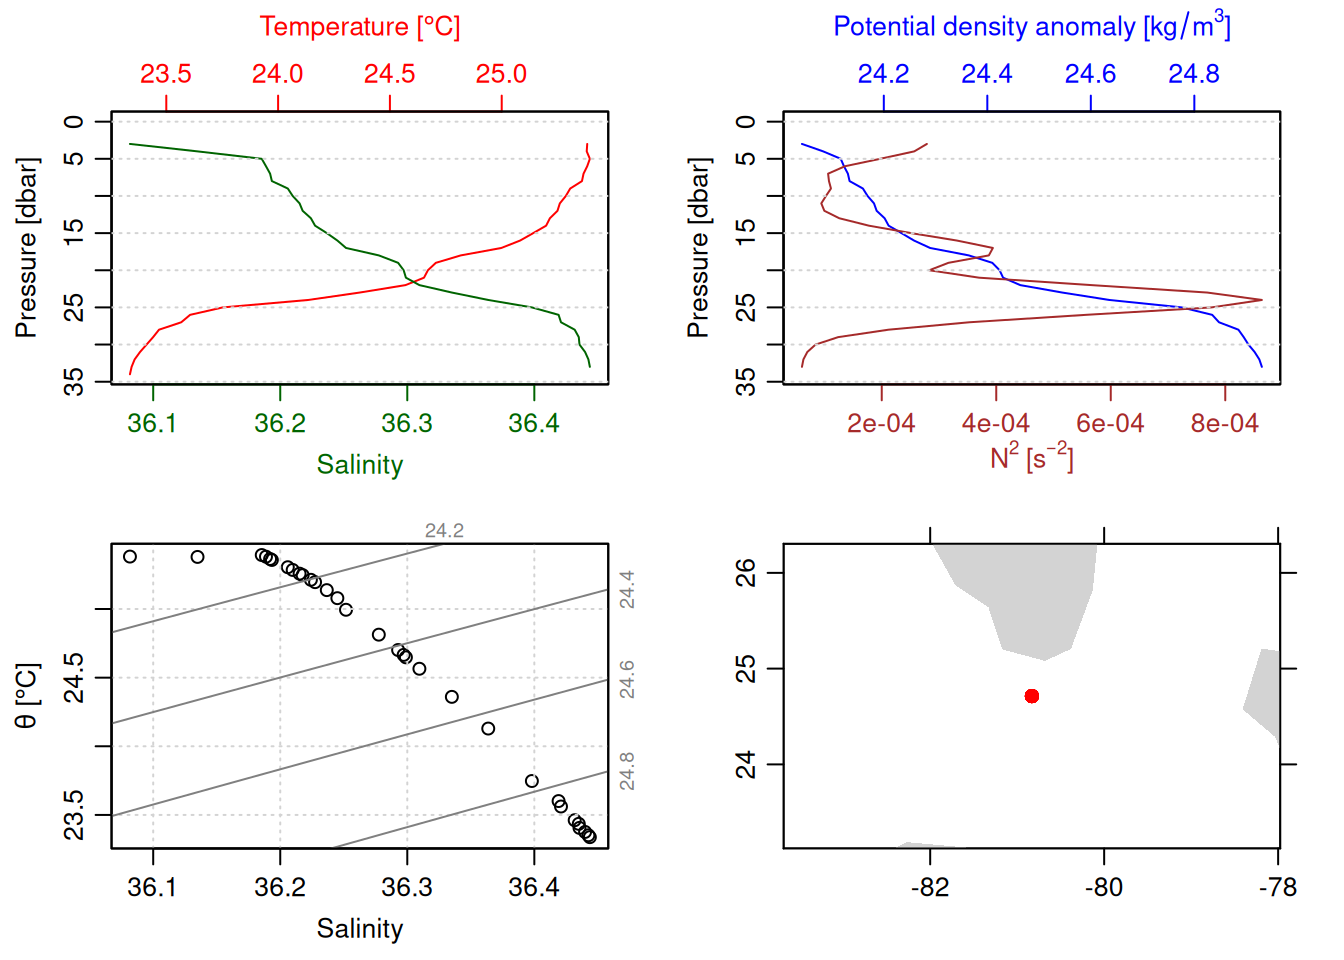 Temperature [°C]
23.5 24.0 24.5 25.0
Pressure [dbar]
0
5
15
25
35
36.1 36.2 36.3 36.4
Salinity
Potential density anomaly [kg/m³]
24.2 24.4 24.6 24.8
Pressure [dbar]
0
5
15
25
35
2e-04 4e-04 6e-04 8e-04
N² [s⁻²]
24.2
24.4
24.6
24.8
θ [°C]
24.5
23.5
36.1 36.2 36.3 36.4
Salinity
26
25
24
-82 -80 -78